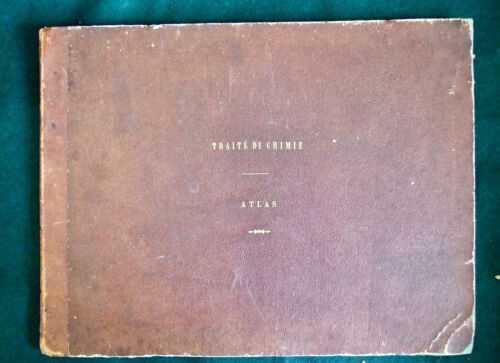 TRAITÉ DE CHIMIE
ATLAS